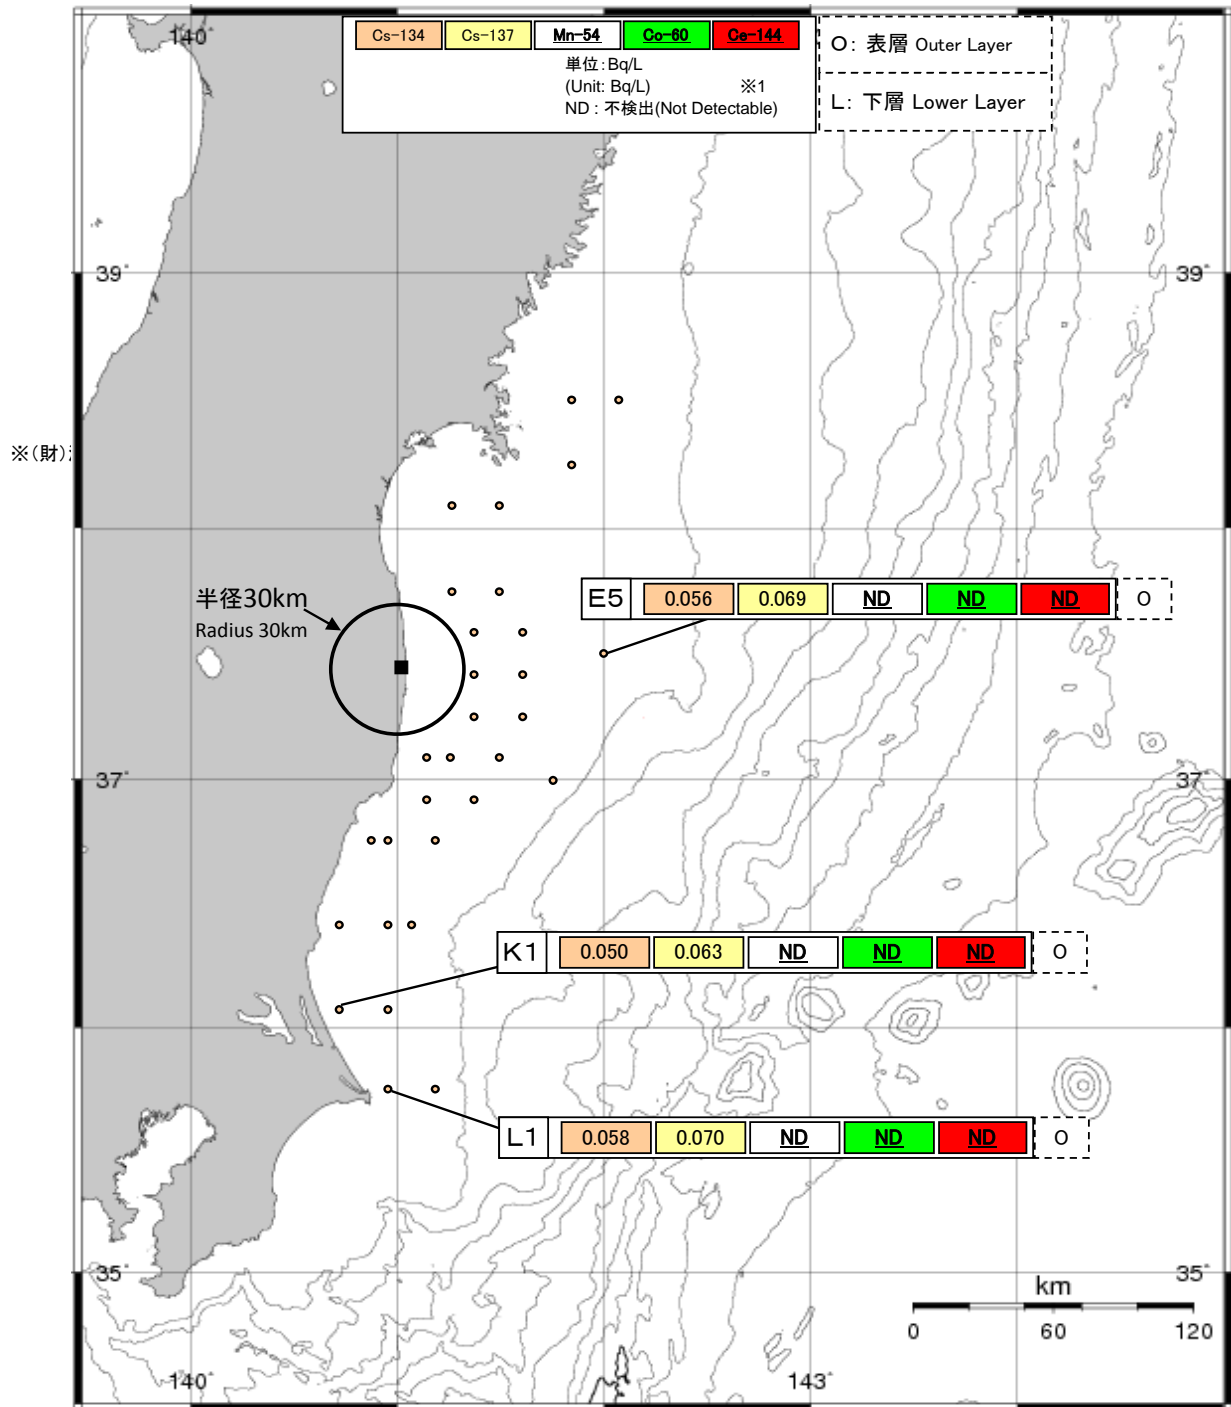 140°
Cs-134 Cs-137 Mn-54 Co-60 Ce-144
単位:Bq/L
(Unit: Bq/L) ※1
ND : 不検出(Not Detectable)
O: 表層 Outer Layer
L: 下層 Lower Layer
39° 39°
※(財)
半径30km
Radius 30km
E5 0.056 0.069 ND ND ND O
37° 37°
K1 0.050 0.063 ND ND ND O
L1 0.058 0.070 ND ND ND O
35° 35°
km
0 60 120
140° 143°